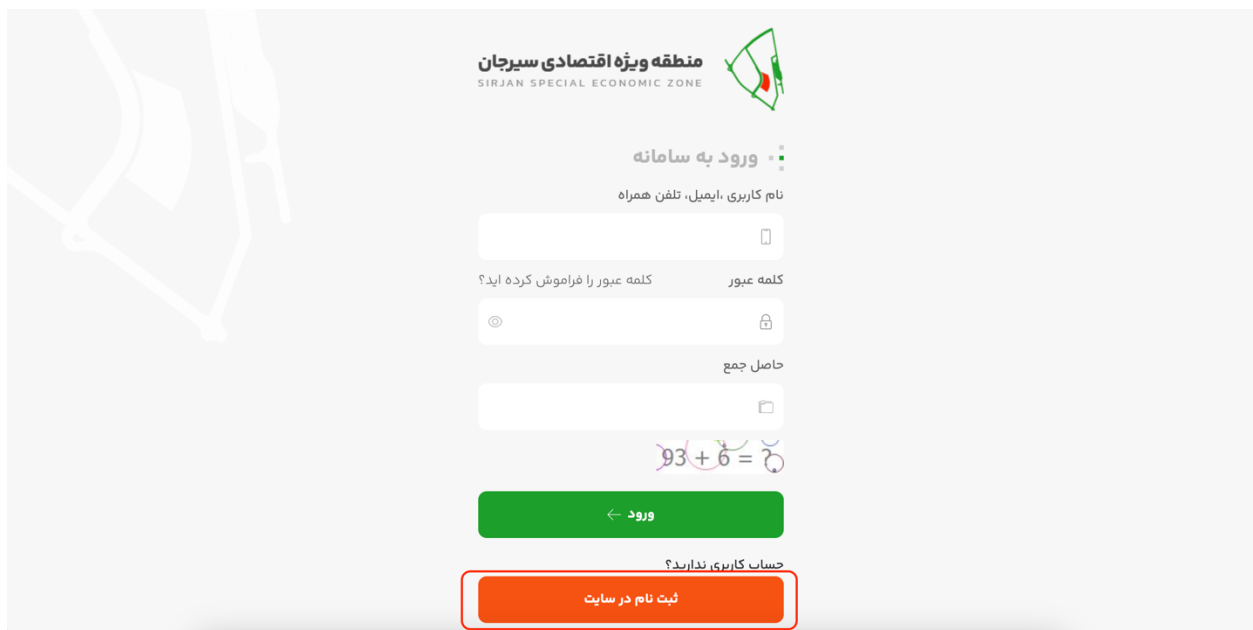 منطقه ویژه اقتصادی سیرجان
SIRJAN SPECIAL ECONOMIC ZONE
ورود به سامانه
نام کاربری ،ایمیل، تلفن همراه
کلمه عبور کلمه عبور را فراموش کرده اید؟
حاصل جمع
93 + 6 = ?
ورود ←
حساب کاربری ندارید؟
ثبت نام در سایت